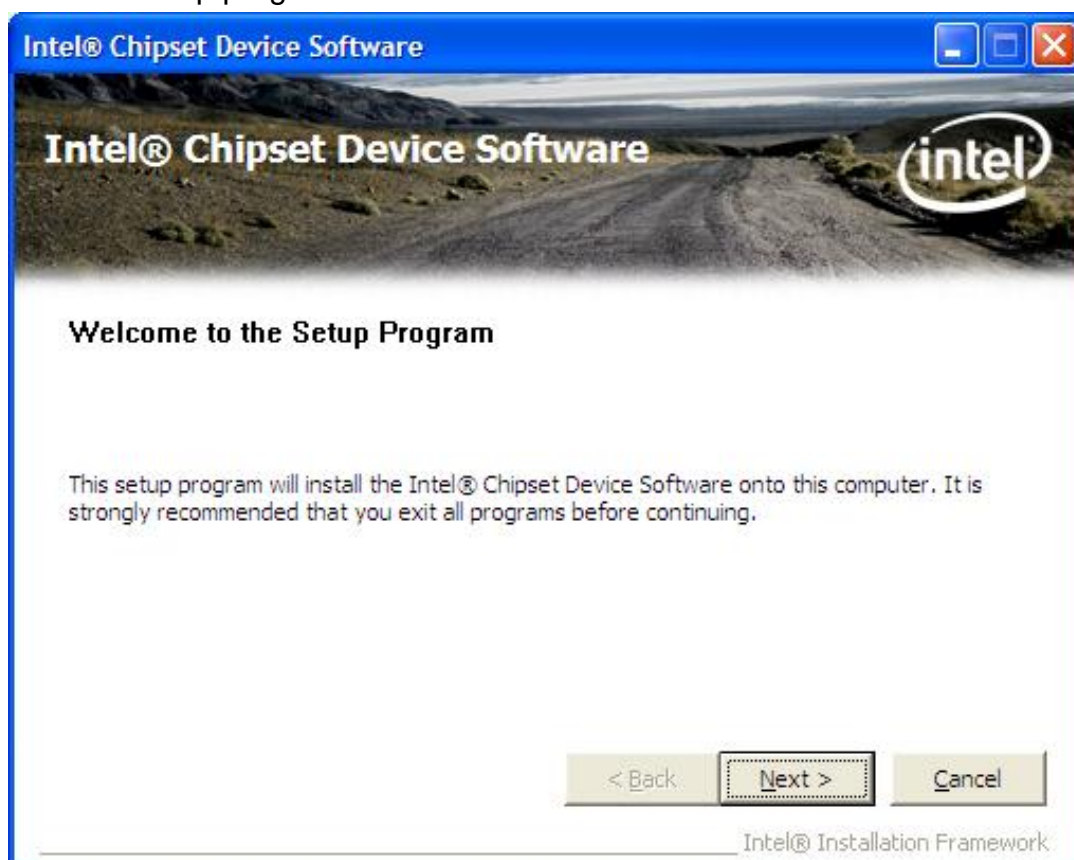 Intel® Chipset Device Software
Intel® Chipset Device Software
intel
Welcome to the Setup Program
This setup program will install the Intel® Chipset Device Software onto this computer. It is
strongly recommended that you exit all programs before continuing.
< Back Next > Cancel
Intel® Installation Framework